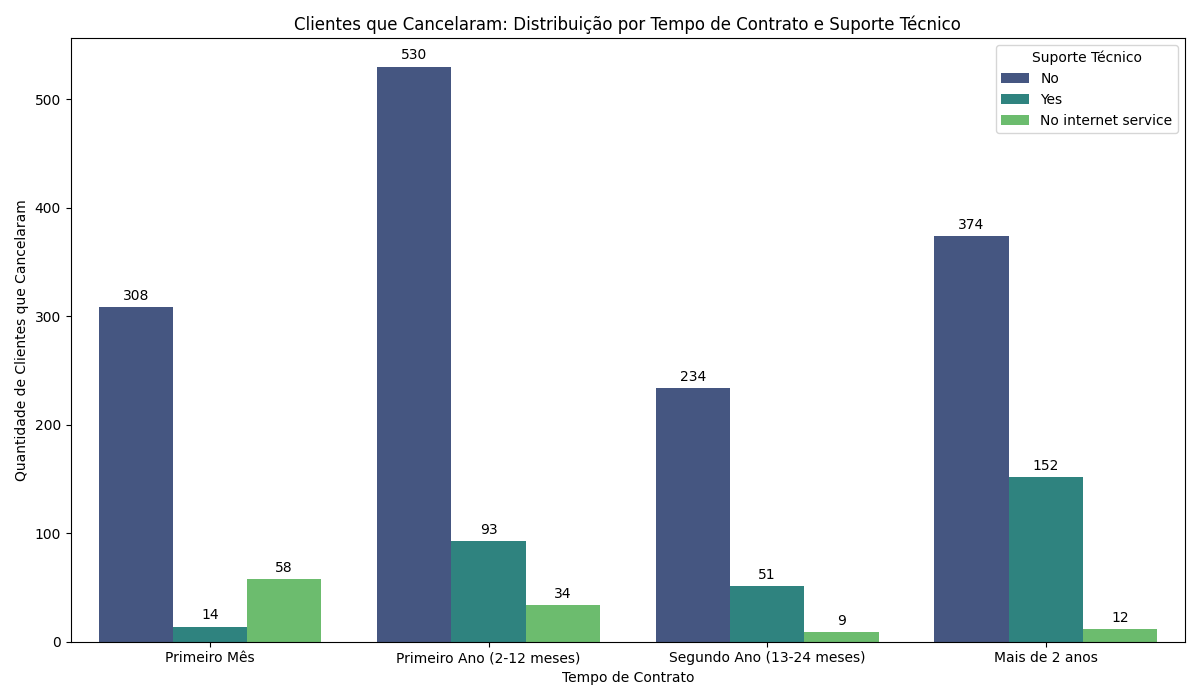 Clientes que Cancelaram: Distribuição por Tempo de Contrato e Suporte Técnico
Quantidade de Clientes que Cancelaram
500
400
300
200
100
0
Suporte Técnico
No
Yes
No internet service
308
14
58
530
93
34
234
51
9
374
152
12
Primeiro Mês
Primeiro Ano (2-12 meses)
Segundo Ano (13-24 meses)
Mais de 2 anos
Tempo de Contrato